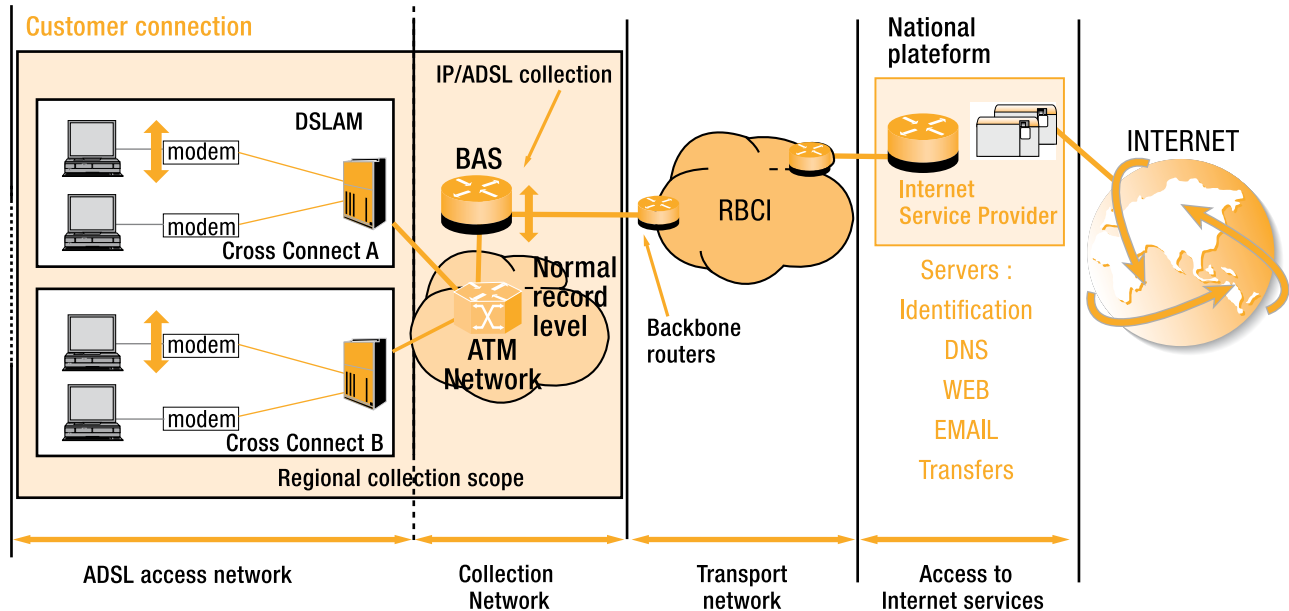 Customer connection
IP/ADSL collection
DSLAM
modem
modem
Cross Connect A
modem
modem
Cross Connect B
Regional collection scope
BAS
Normal
record
level
ATM
Network
RBCI
Backbone
routers
National
plateform
Internet
Service Provider
Servers :
Identification
DNS
WEB
EMAIL
Transfers
INTERNET
ADSL access network
Collection
Network
Transport
network
Access to
Internet services